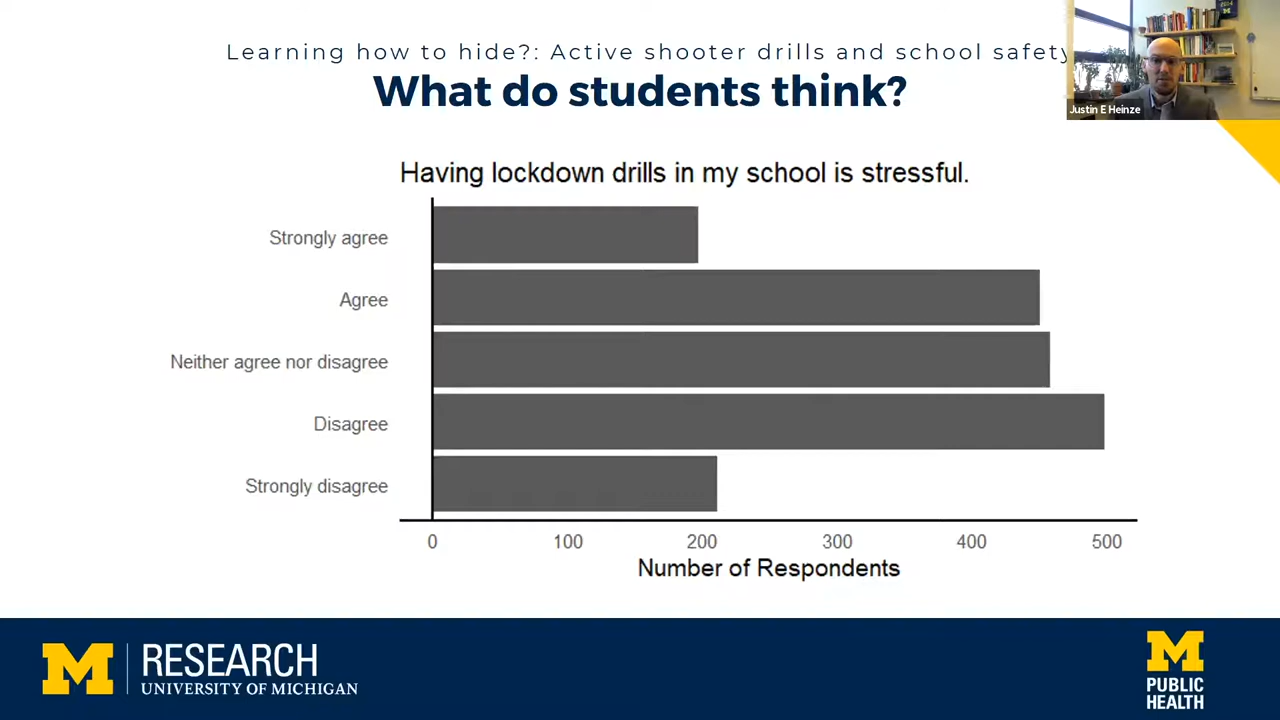 Learning how to hide?: Active shooter drills and school safety
What do students think?
Justin E Heinze
Having lockdown drills in my school is stressful.
Strongly agree
Agree
Neither agree nor disagree
Disagree
Strongly disagree
0 100 200 300 400 500
Number of Respondents
M RESEARCH
UNIVERSITY OF MICHIGAN
M
PUBLIC
HEALTH